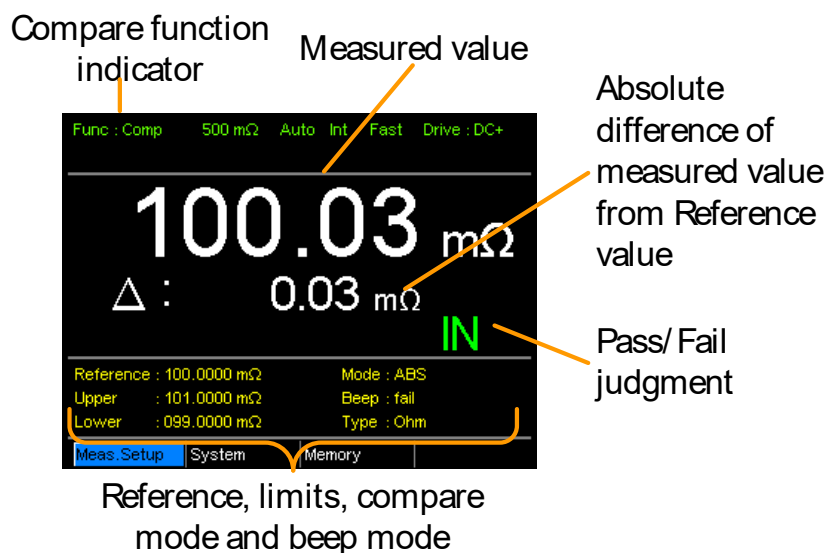 Compare function
indicator
Measured value
Absolute
difference of
measured value
from Reference
value
Func : Comp 500 mΩ Auto Int Fast Drive : DC+
100.03 mΩ
Δ : 0.03 mΩ
IN
Pass/ Fail
judgment
Reference : 100.0000 mΩ Mode : ABS
Upper : 101.0000 mΩ Beep : fail
Lower : 099.0000 mΩ Type : Ohm
Meas.Setup System Memory
Reference, limits, compare
mode and beep mode